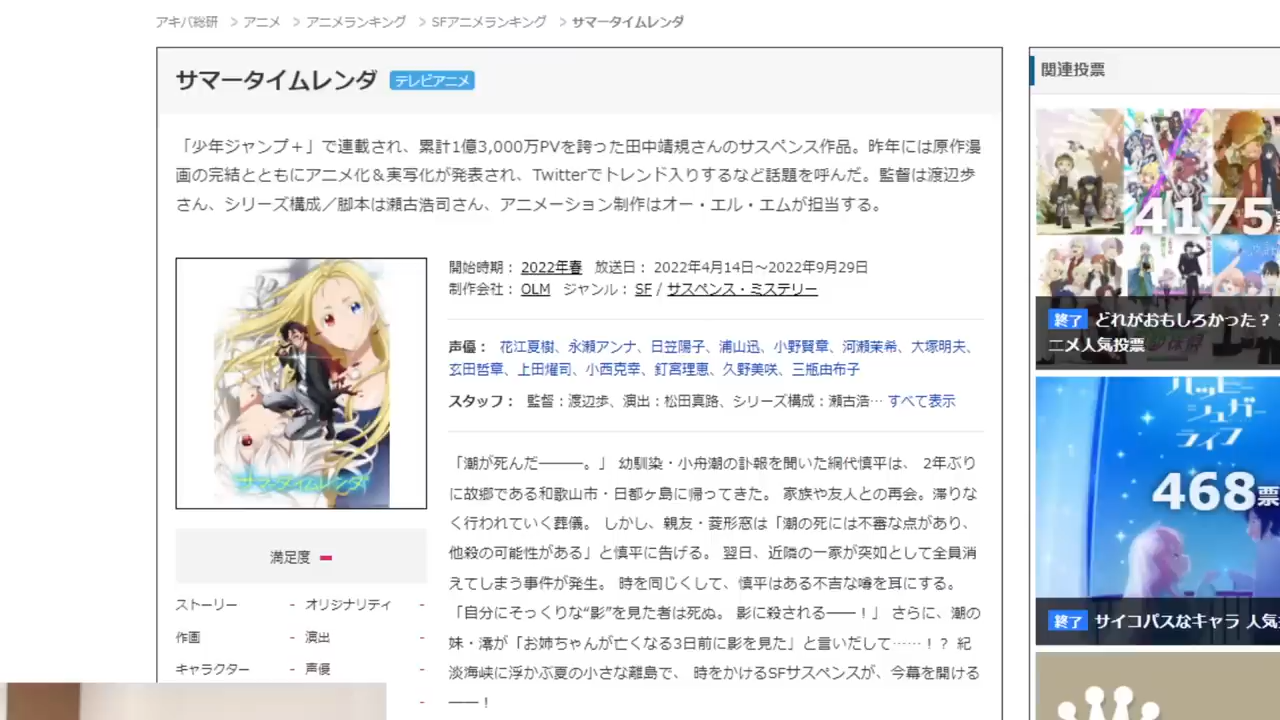 アキバ総研 > アニメ > アニメランキング > SFアニメランキング > サマータイムレンダ
サマータイムレンダ テレビアニメ
「少年ジャンプ＋」で連載され、累計1億3,000万PVを誇った田中靖規さんのサスペンス作品。昨年には原作漫
画の完結とともにアニメ化＆実写化が発表され、Twitterでトレンド入りするなど話題を呼んだ。監督は渡辺歩
さん、シリーズ構成／脚本は瀬古浩司さん、アニメーション制作はオー・エル・エムが担当する。
開始時期： 2022年春 放送日： 2022年4月14日～2022年9月29日
制作会社： OLM ジャンル： SF / サスペンス・ミステリー
声優： 花江夏樹、永瀬アンナ、日笠陽子、浦山迅、小野賢章、河瀬茉希、大塚明夫、
玄田哲章、上田燿司、小西克幸、釘宮理恵、久野美咲、三瓶由布子
スタッフ： 監督：渡辺歩、演出：松田真路、シリーズ構成：瀬古浩… すべて表示
「潮が死んだ―――。」 幼馴染・小舟潮の訃報を聞いた網代慎平は、 2年ぶり
に故郷である和歌山市・日都ヶ島に帰ってきた。 家族や友人との再会。滞りな
く行われていく葬儀。 しかし、親友・菱形窓は「潮の死には不審な点があり、
他殺の可能性がある」と慎平に告げる。 翌日、近隣の一家が突如として全員消
えてしまう事件が発生。 時を同じくして、慎平はある不吉な噂を耳にする。
「自分にそっくりな“影”を見た者は死ぬ。 影に殺される――！」 さらに、潮の
妹・澪が「お姉ちゃんが亡くなる3日前に影を見た」と言いだして……！？ 紀
淡海峡に浮かぶ夏の小さな離島で、 時をかけるSFサスペンスが、今幕を開ける
――！
サマータイムレンダ
満足度 -
ストーリー - オリジナリティ -
作画 - 演出 -
キャラクター - 声優 -
-
関連投票
4175票
終了 どれがおもしろかった？
ニメ人気投票
ハッピー
シュガー
ライフ
468票
終了 サイコパスなキャラ 人気